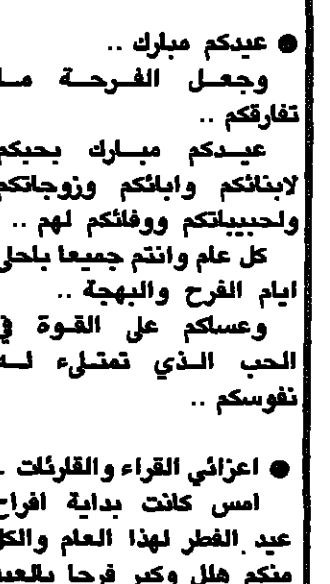 ● عيدكم مبارك ..
وجعل الفرحة ما
تفارقكم ..
عيدكم مبارك بحبكم
لابنائكم وابائكم وزوجاتكم
ولحبيباتكم ووفائكم لهم ..
كل عام وانتم جميعا باحلى
ايام الفرح والبهجة ..
وعساكم على القوة في
الحب الذي تمتلىء له
نفوسكم ..
● اعزائي القراء والقارئات ..
امس كانت بداية افراح
عيد الفطر لهذا العام والكل
منكم هلل وكبر فرحا بالعيد